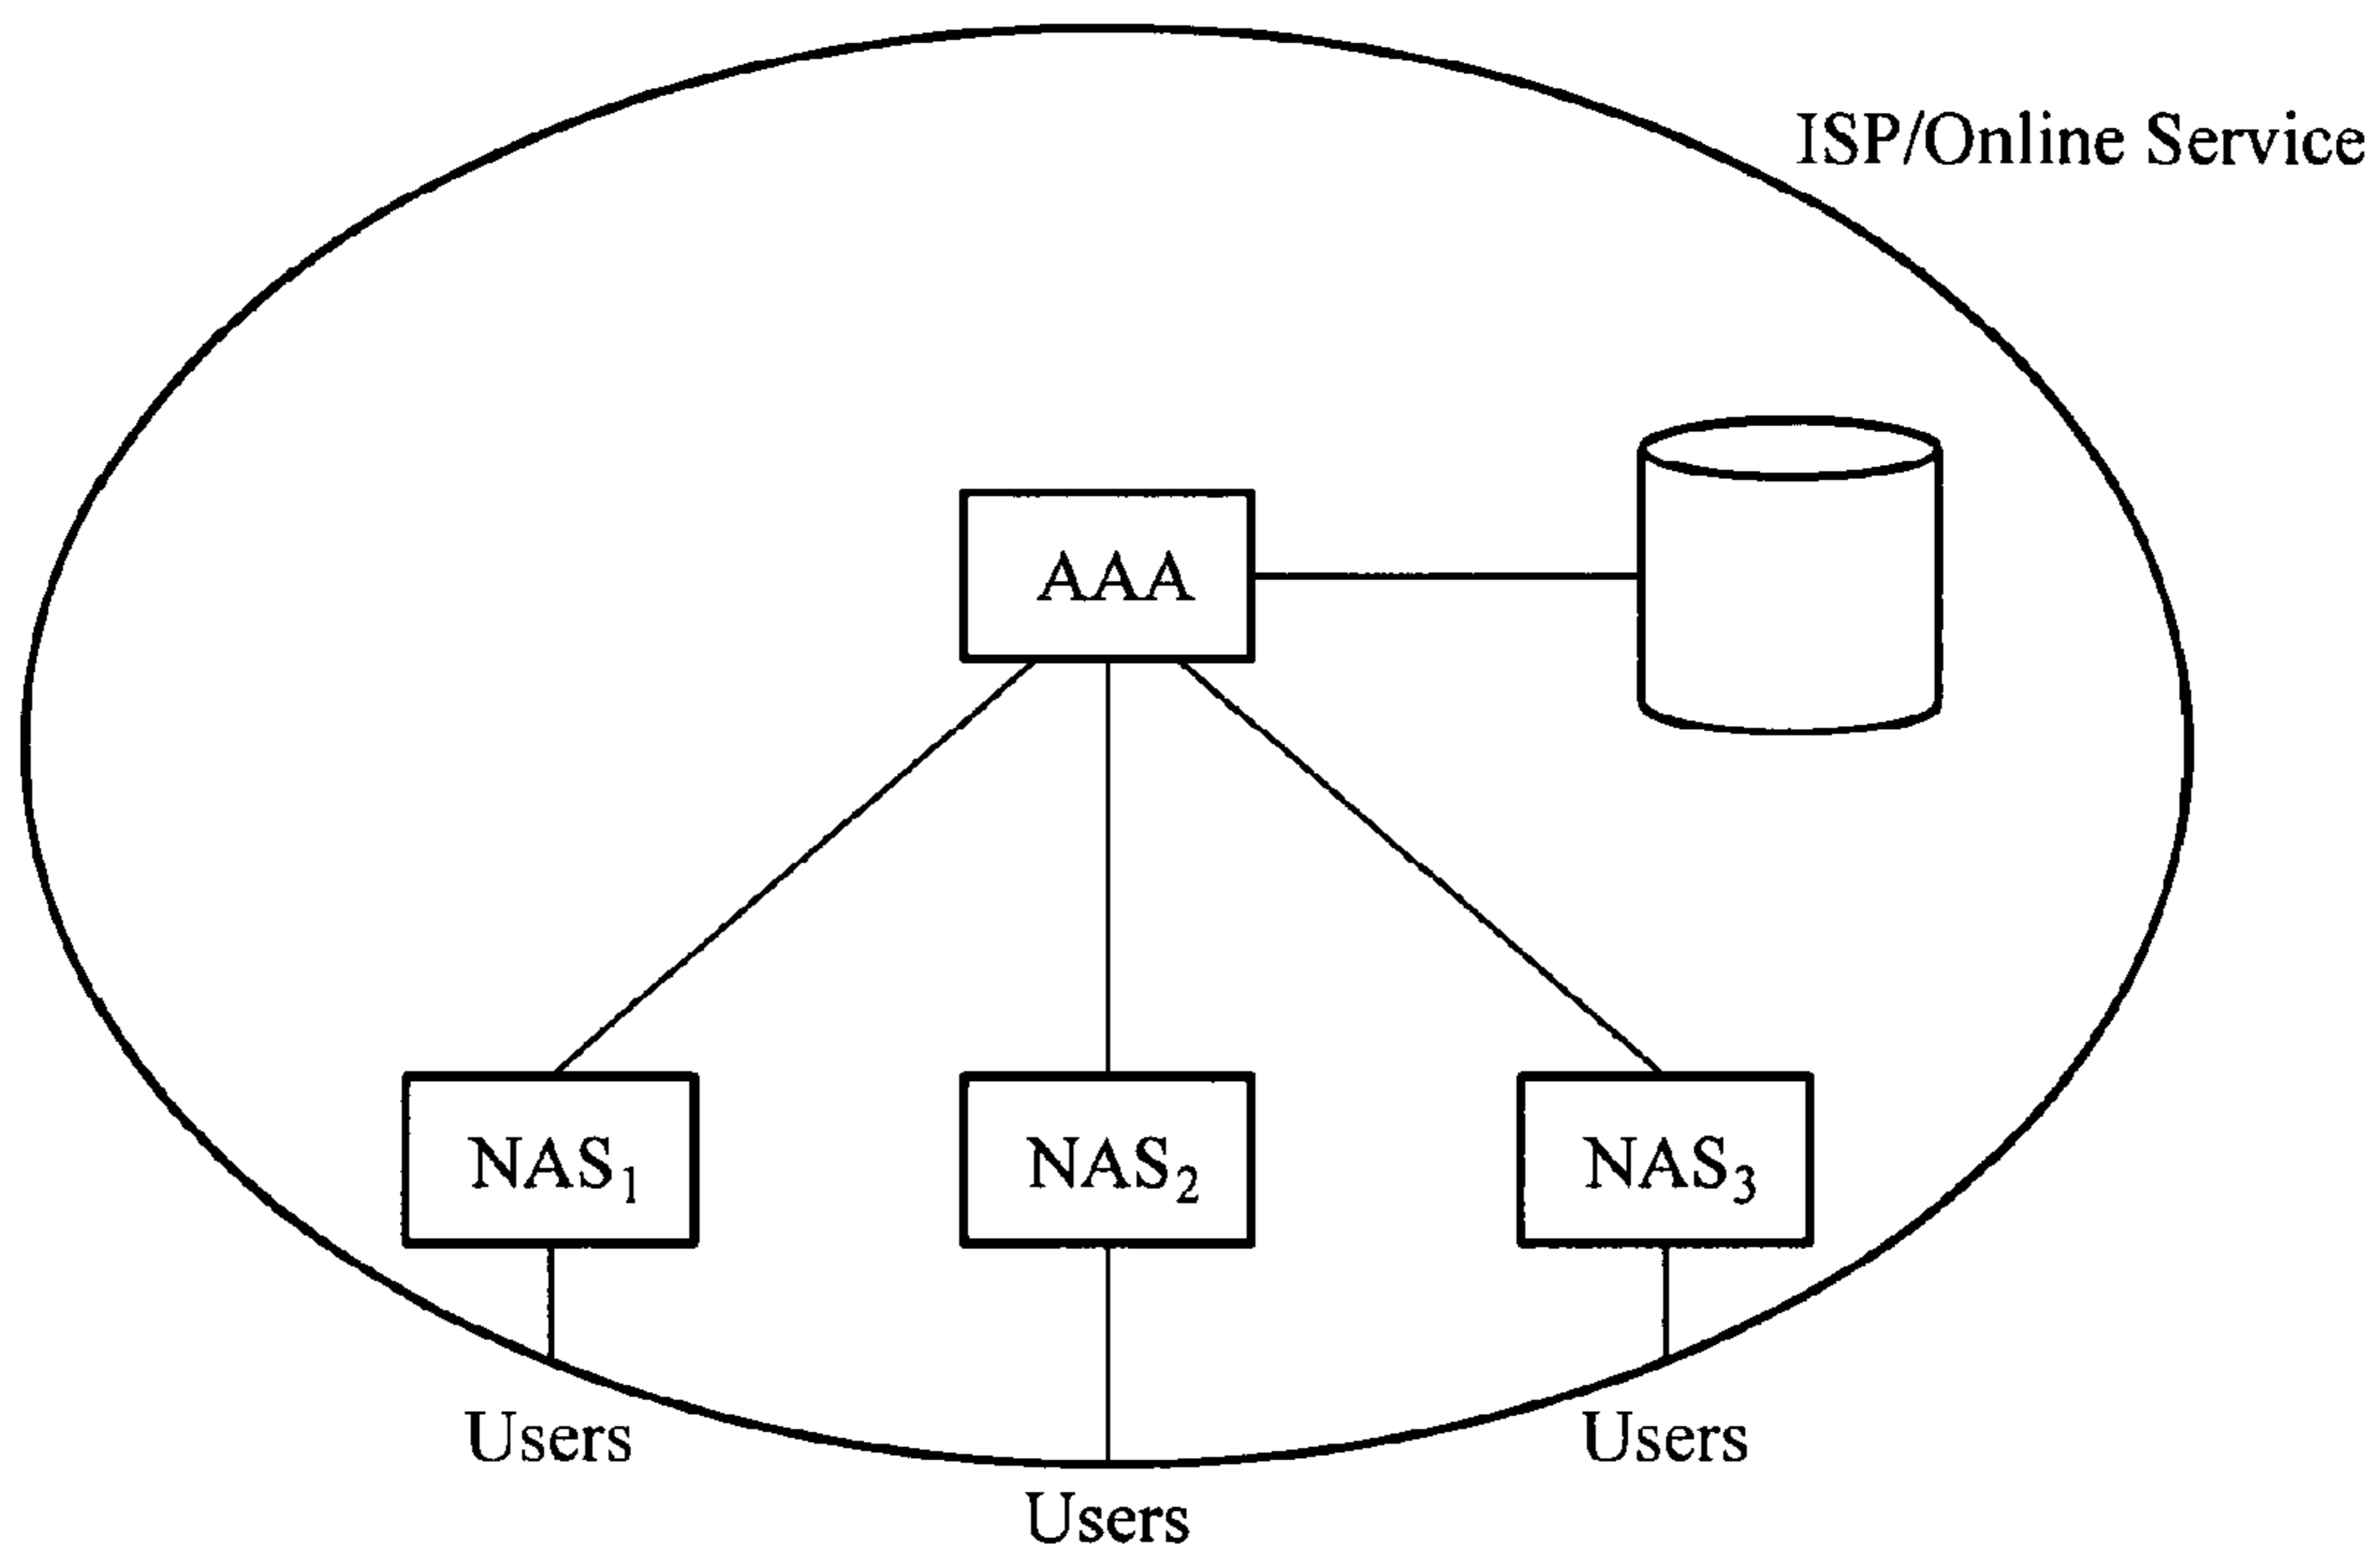 ISP/Online Service
AAA
NAS₁
NAS₂
NAS₃
Users
Users
Users